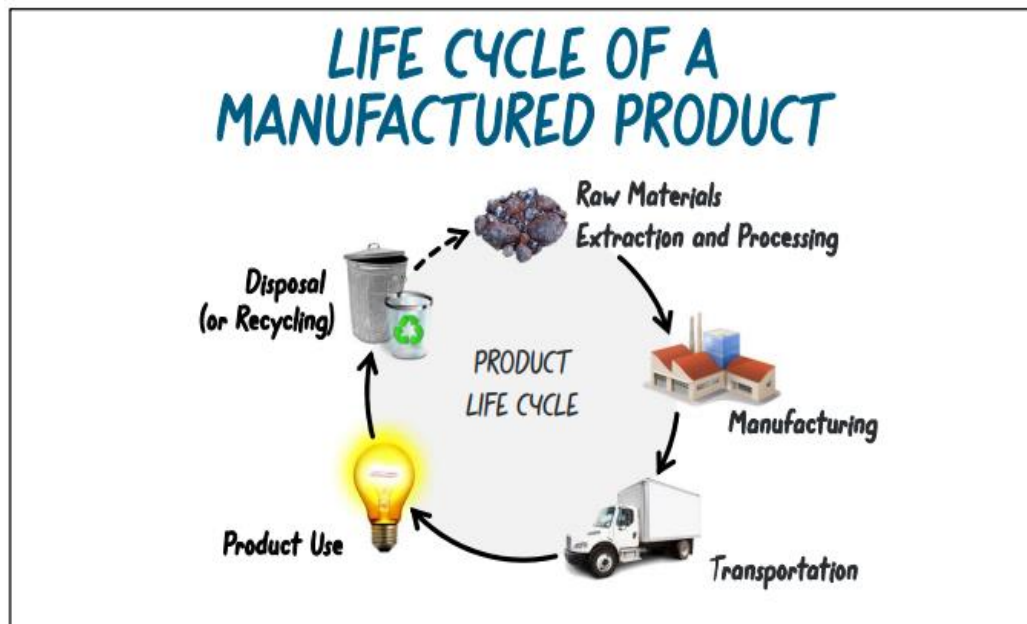 LIFE CYCLE OF A
MANUFACTURED PRODUCT
Raw Materials
Extraction and Processing
Disposal
(or Recycling)
PRODUCT
LIFE CYCLE
Manufacturing
Product Use
Transportation